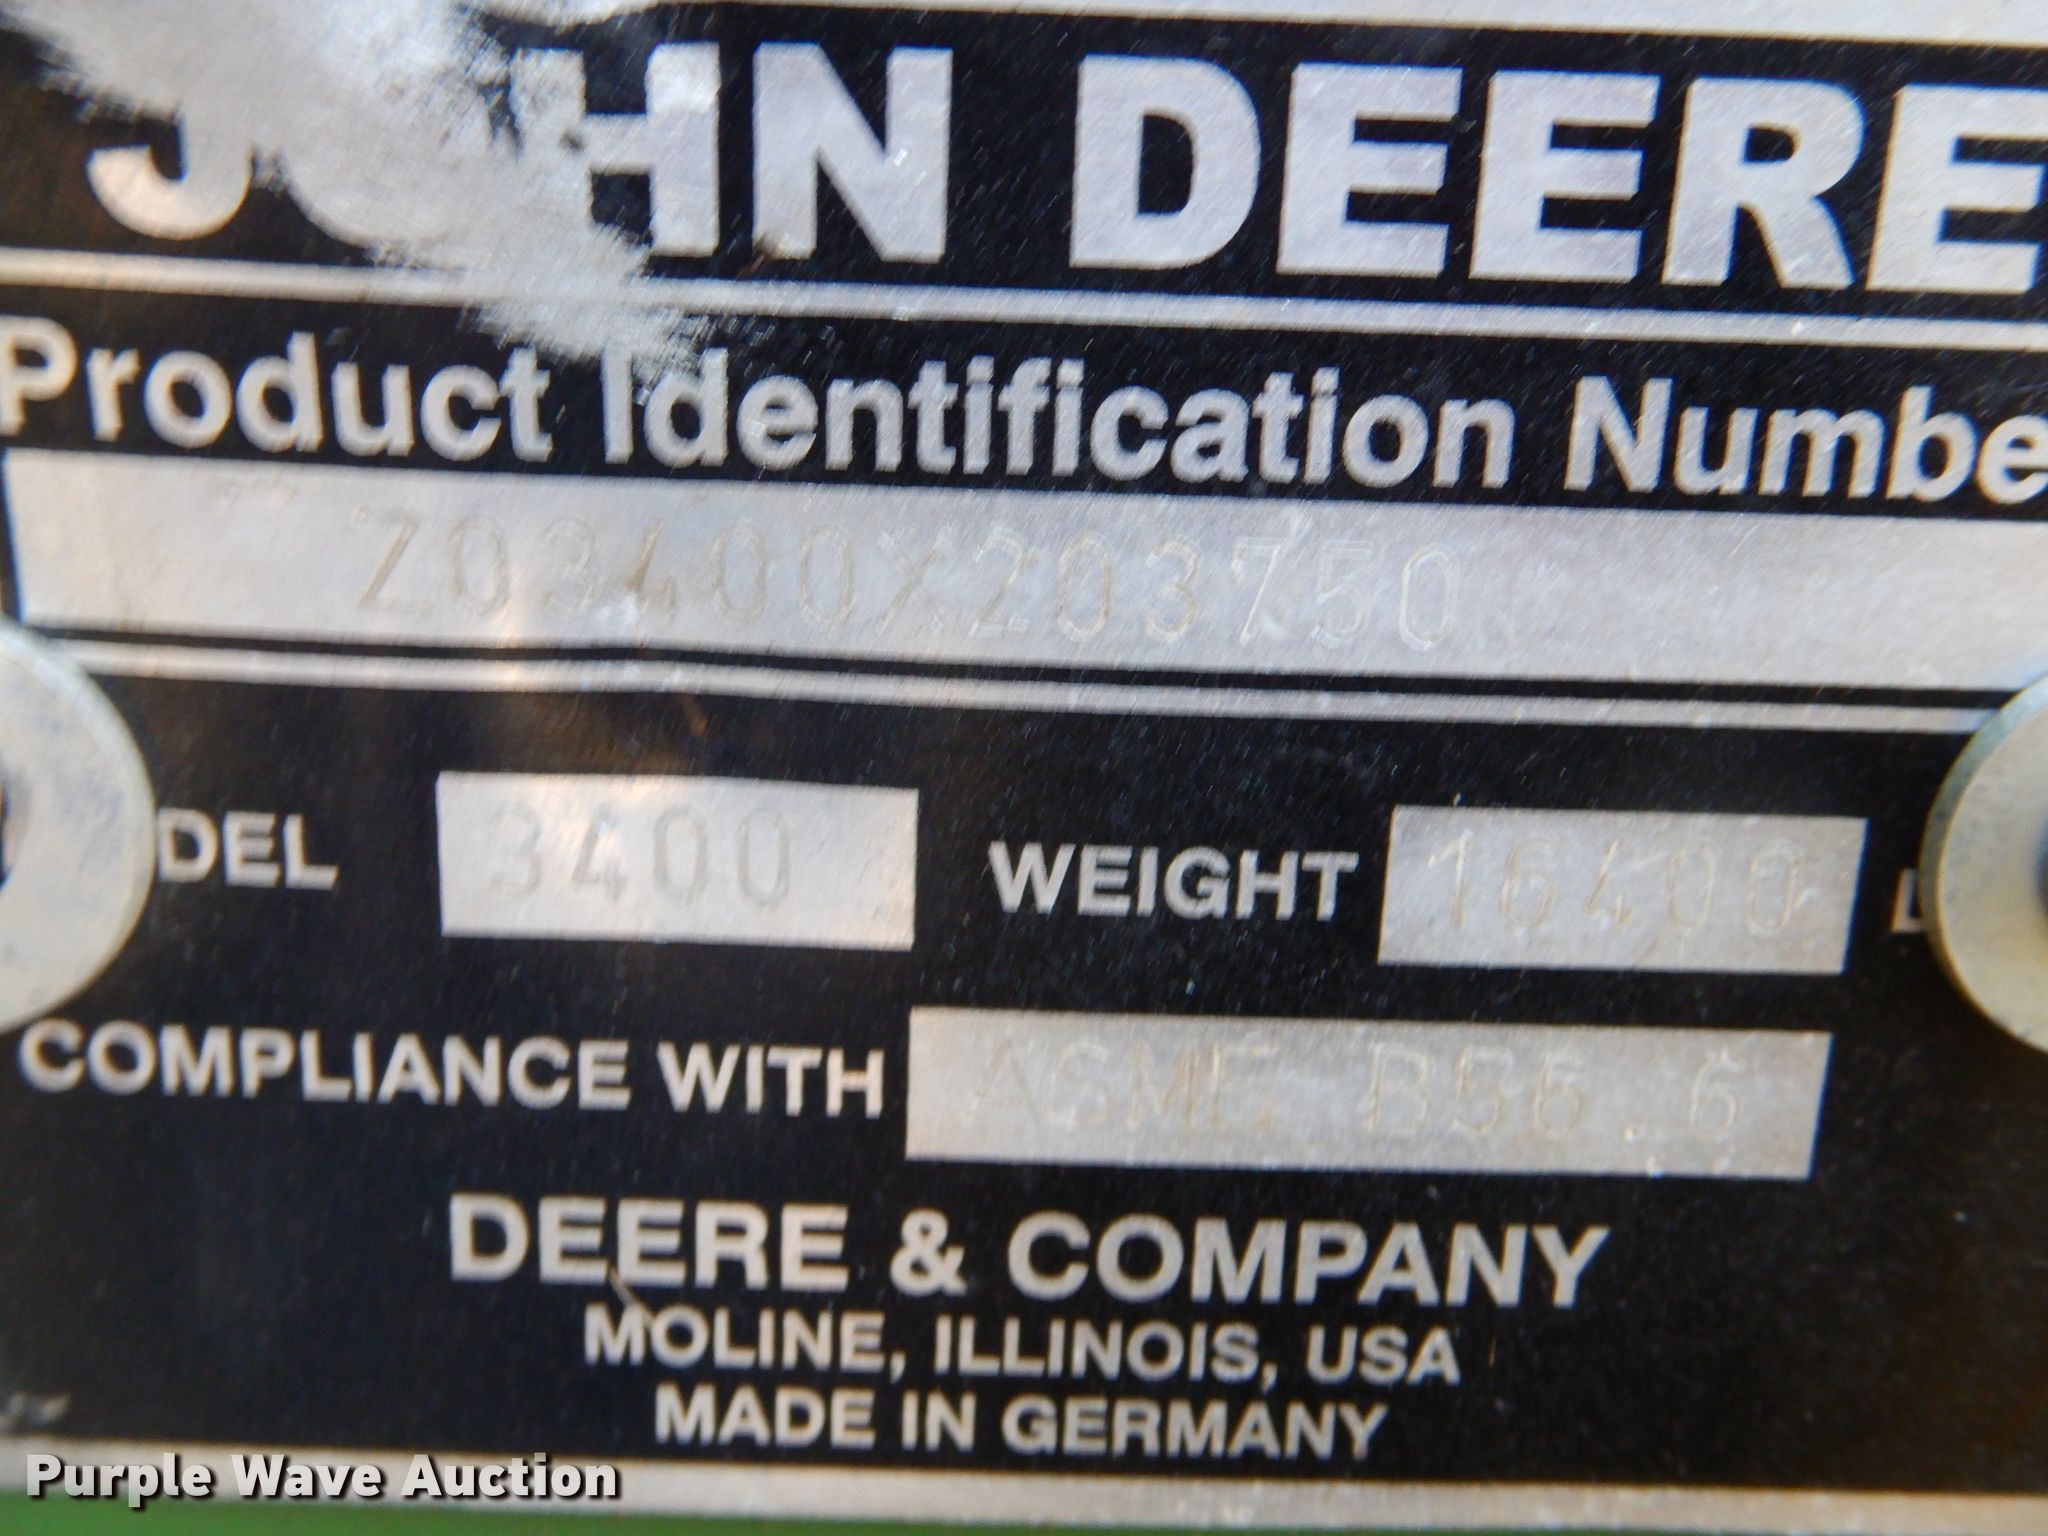 JOHN DEERE
Product Identification Numbe
Z03400X203750
DEL 3400 WEIGHT 16400 L
COMPLIANCE WITH ASME B56.6
DEERE & COMPANY
MOLINE, ILLINOIS, USA
MADE IN GERMANY
Purple Wave Auction